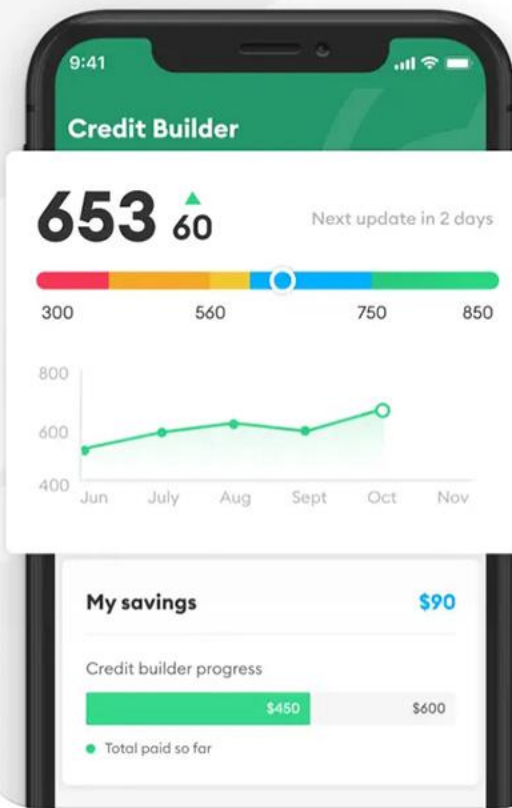 9:41
Credit Builder
653 60
Next update in 2 days
300 560 750 850
800
600
400
Jun July Aug Sept Oct Nov
My savings $90
Credit builder progress
$450 $600
Total paid so far